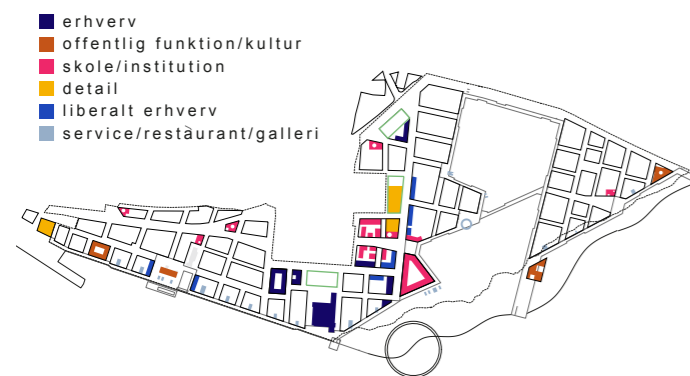 erhverv
offentlig funktion/kultur
skole/institution
detail
liberalt erhverv
service/restaurant/galleri